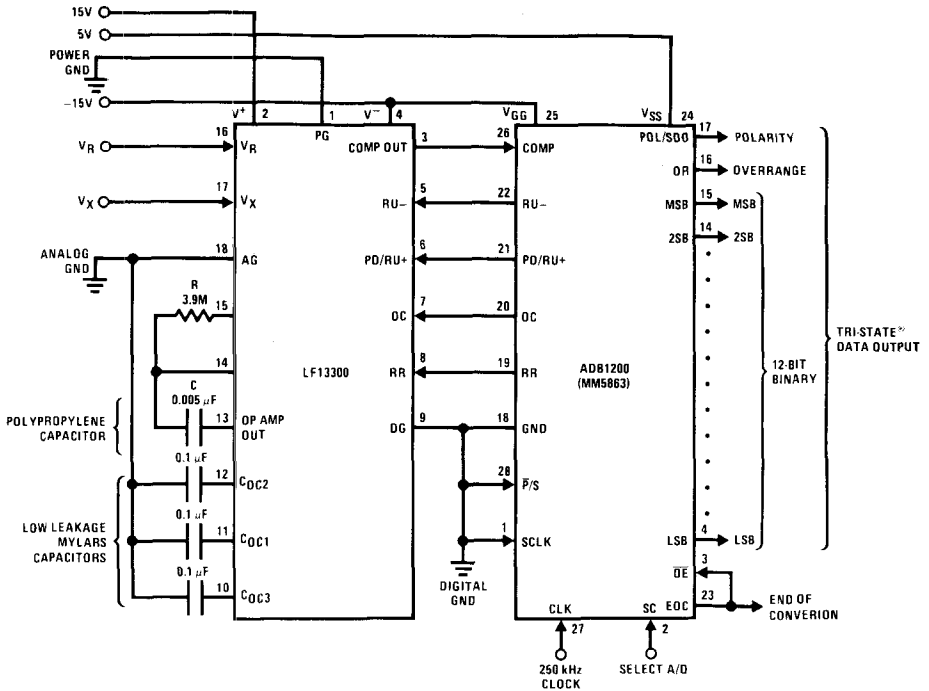 15V
5V
POWER
GND
-15V
V+
2
1
V-
4
VGG
25
VSS
24
PG
16
VR
VR
COMP OUT
3
26
COMP
POL/SDO
17
POLARITY
OR
16
OVERRANGE
VX
17
VX
RU-
5
22
RU-
MSB
15
MSB
2SB
14
2SB
ANALOG
GND
18
AG
PD/RU+
6
21
PD/RU+
R
3.9M
15
OC
7
20
OC
14
LF13300
RR
8
19
RR
ADB1200
(MM5863)
12-BIT
BINARY
TRI-STATE®
DATA OUTPUT
C
0.005 μF
POLYPROPYLENE
CAPACITOR
13
OP AMP
OUT
DG
9
18
GND
0.1 μF
12
COC2
28
P̅/S
LOW LEAKAGE
MYLARS
CAPACITORS
0.1 μF
11
COC1
1
SCLK
LSB
4
LSB
0.1 μF
10
COC3
DIGITAL
GND
O̅E̅
3
EOC
23
END OF
CONVERION
CLK
27
SC
2
250 kHz
CLOCK
SELECT A/D